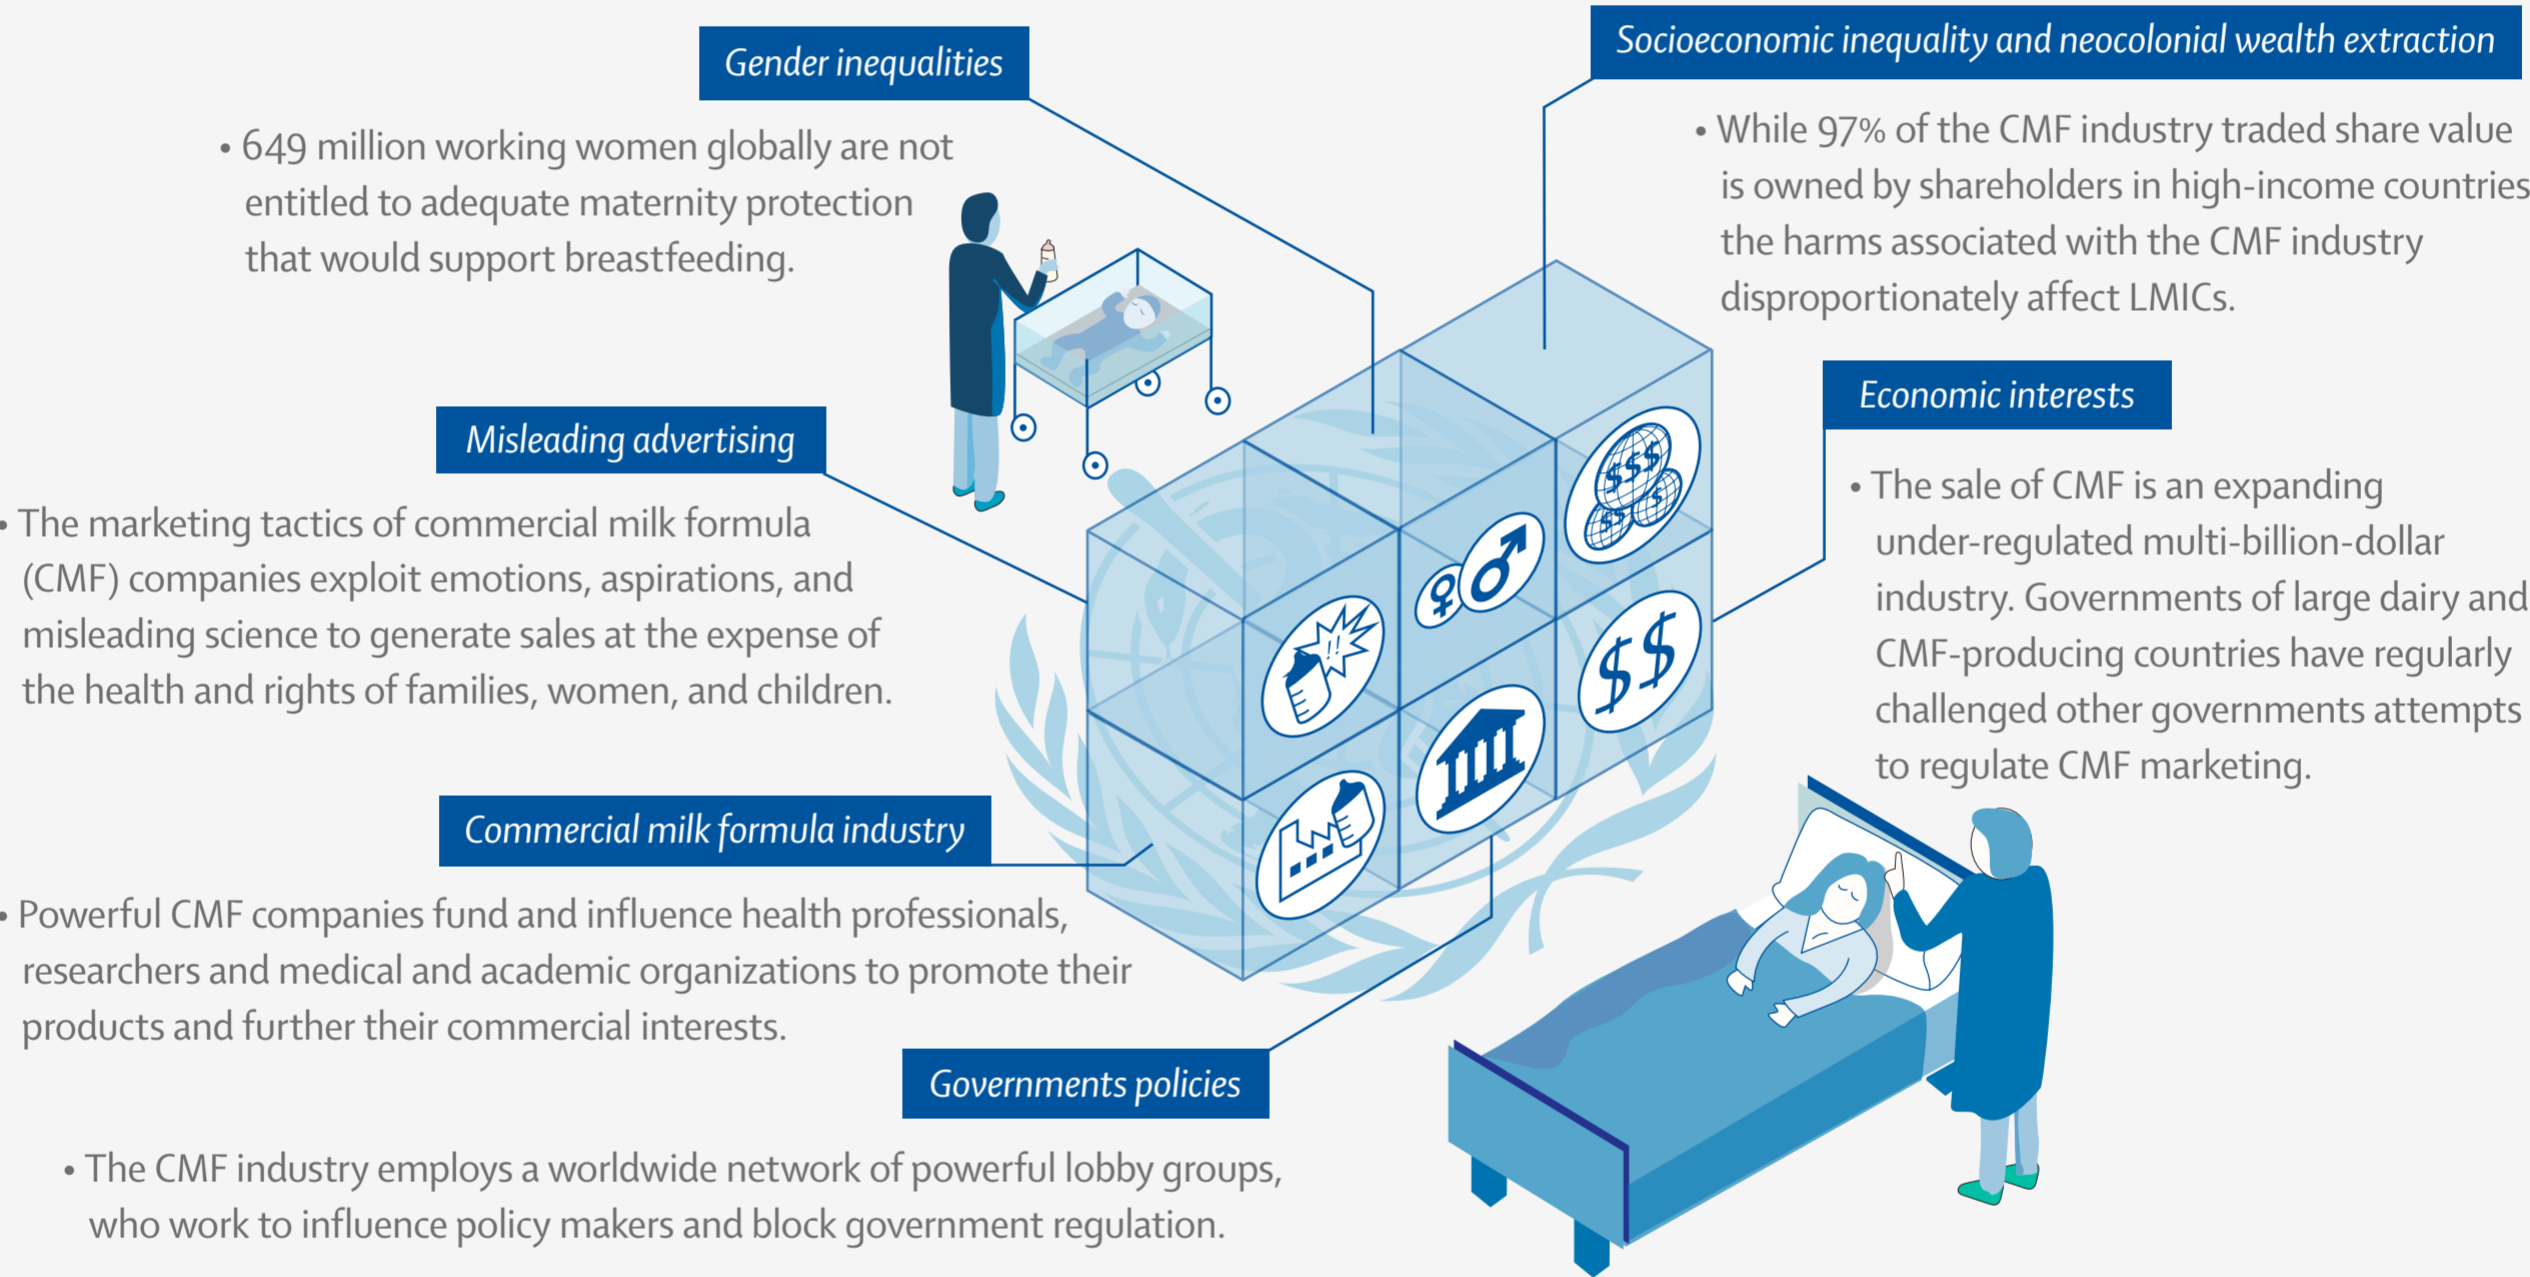 Gender inequalities
• 649 million working women globally are not
entitled to adequate maternity protection
that would support breastfeeding.
Socioeconomic inequality and neocolonial wealth extraction
• While 97% of the CMF industry traded share value
is owned by shareholders in high-income countries
the harms associated with the CMF industry
disproportionately affect LMICs.
Misleading advertising
• The marketing tactics of commercial milk formula
(CMF) companies exploit emotions, aspirations, and
misleading science to generate sales at the expense of
the health and rights of families, women, and children.
Economic interests
• The sale of CMF is an expanding
under-regulated multi-billion-dollar
industry. Governments of large dairy and
CMF-producing countries have regularly
challenged other governments attempts
to regulate CMF marketing.
Commercial milk formula industry
• Powerful CMF companies fund and influence health professionals,
researchers and medical and academic organizations to promote their
products and further their commercial interests.
Governments policies
• The CMF industry employs a worldwide network of powerful lobby groups,
who work to influence policy makers and block government regulation.
$$$
$$
$
!!
$$